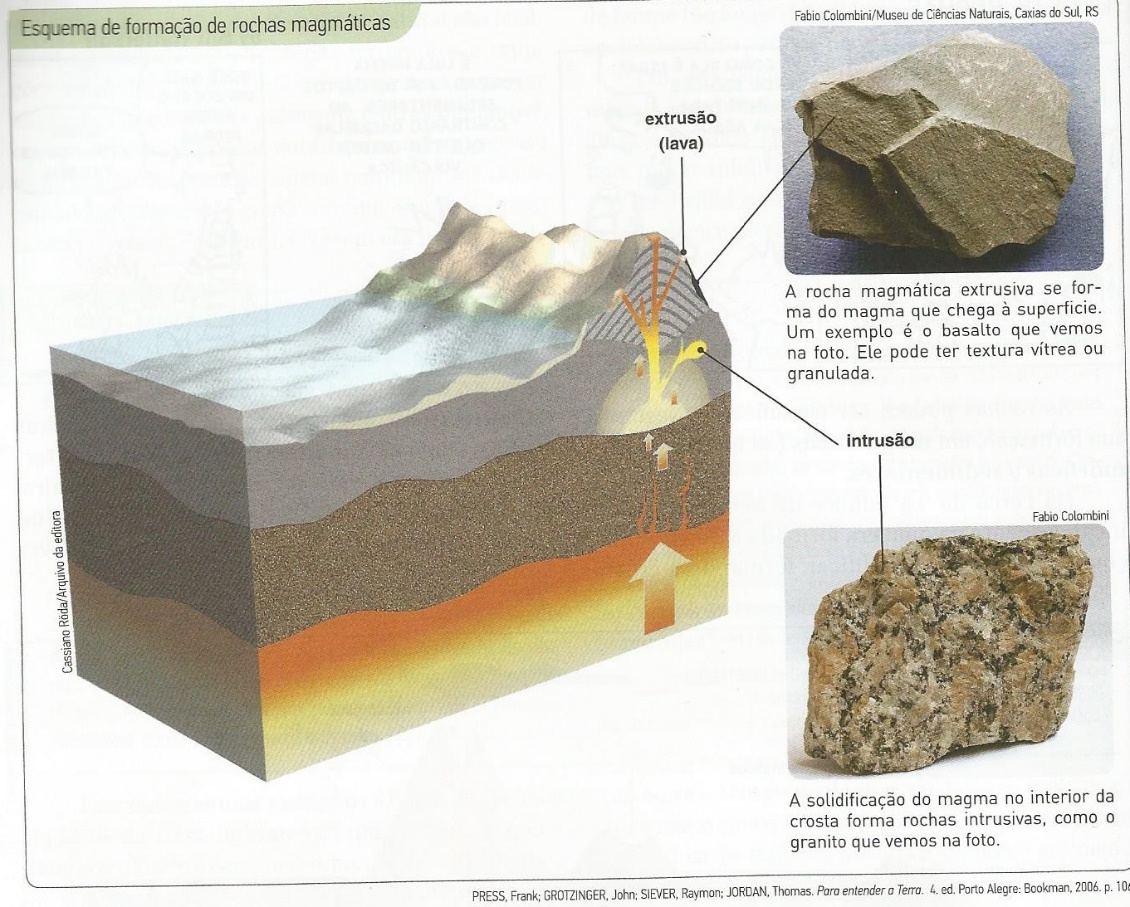 Esquema de formação de rochas magmáticas
Fabio Colombini/Museu de Ciências Naturais, Caxias do Sul, RS
extrusão
(lava)
A rocha magmática extrusiva se for-
ma do magma que chega à superficie.
Um exemplo é o basalto que vemos
na foto. Ele pode ter textura vítrea ou
granulada.
intrusão
Fabio Colombini
Cassiano Röda/Arquivo da editora
A solidificação do magma no interior da
crosta forma rochas intrusivas, como o
granito que vemos na foto.
PRESS, Frank; GROTZINGER, John; SIEVER, Raymon; JORDAN, Thomas. Para entender a Terra. 4. ed. Porto Alegre: Bookman, 2006. p. 106